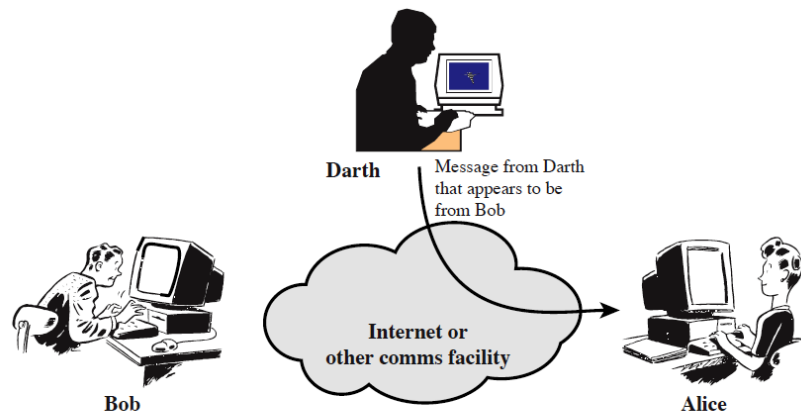 Darth
Message from Darth
that appears to be
from Bob
Internet or
other comms facility
Bob
Alice